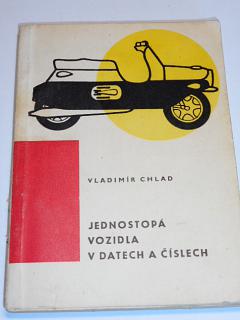 VLADIMÍR CHLAD
JEDNOSTOPÁ
VOZIDLA
V DATECH A ČÍSLECH